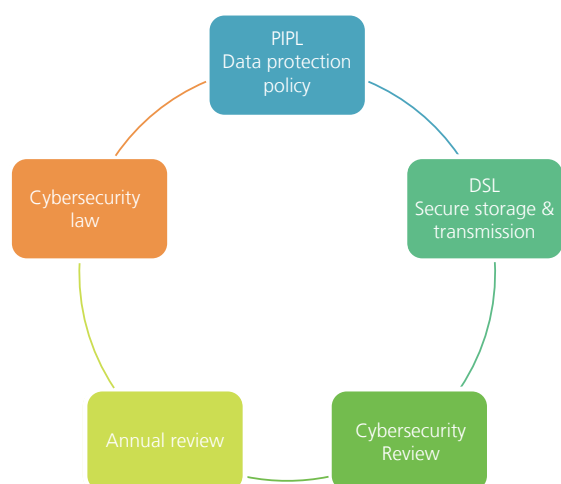 PIPL
Data protection
policy
DSL
Secure storage &
transmission
Cybersecurity
Review
Annual review
Cybersecurity
law